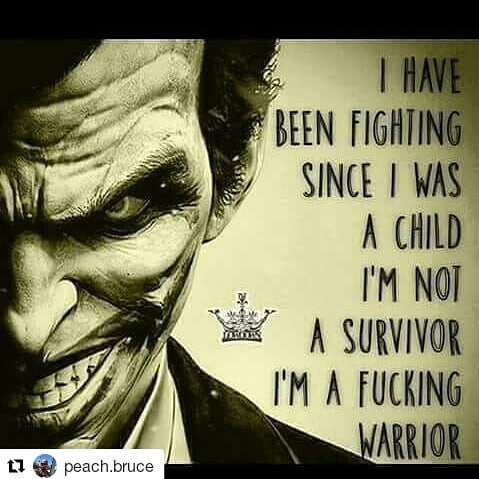 I HAVE
BEEN FIGHTING
SINCE I WAS
A CHILD
I'M NOT
A SURVIVOR
I'M A FUCKING
WARRIOR
peach.bruce